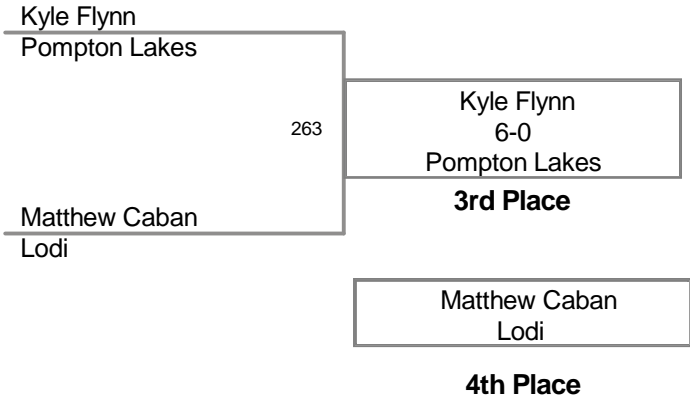 Kyle Flynn
Pompton Lakes
263
Kyle Flynn
6-0
Pompton Lakes
3rd Place
Matthew Caban
Lodi
Matthew Caban
Lodi
4th Place